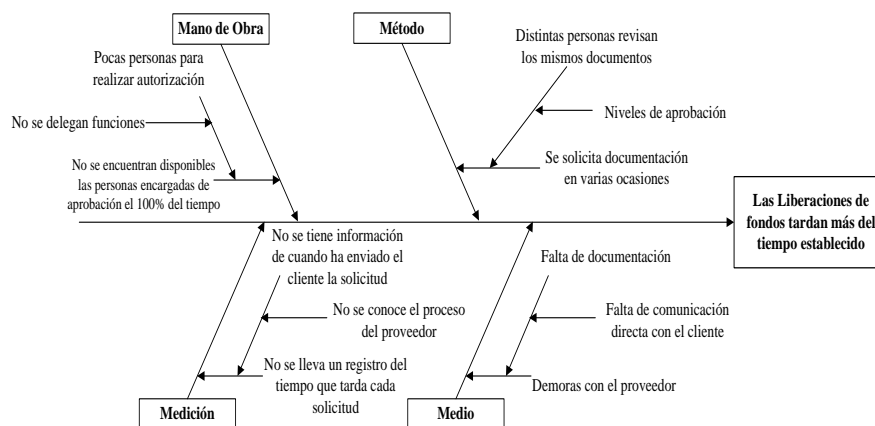 Mano de Obra
Método
Pocas personas para
realizar autorización
No se delegan funciones
No se encuentran disponibles
las personas encargadas de
aprobación el 100% del tiempo
Distintas personas revisan
los mismos documentos
Niveles de aprobación
Se solicita documentación
en varias ocasiones
Las Liberaciones de
fondos tardan más del
tiempo establecido
No se tiene información
de cuando ha enviado el
cliente la solicitud
No se conoce el proceso
del proveedor
No se lleva un registro del
tiempo que tarda cada
solicitud
Medición
Falta de documentación
Falta de comunicación
directa con el cliente
Demoras con el proveedor
Medio